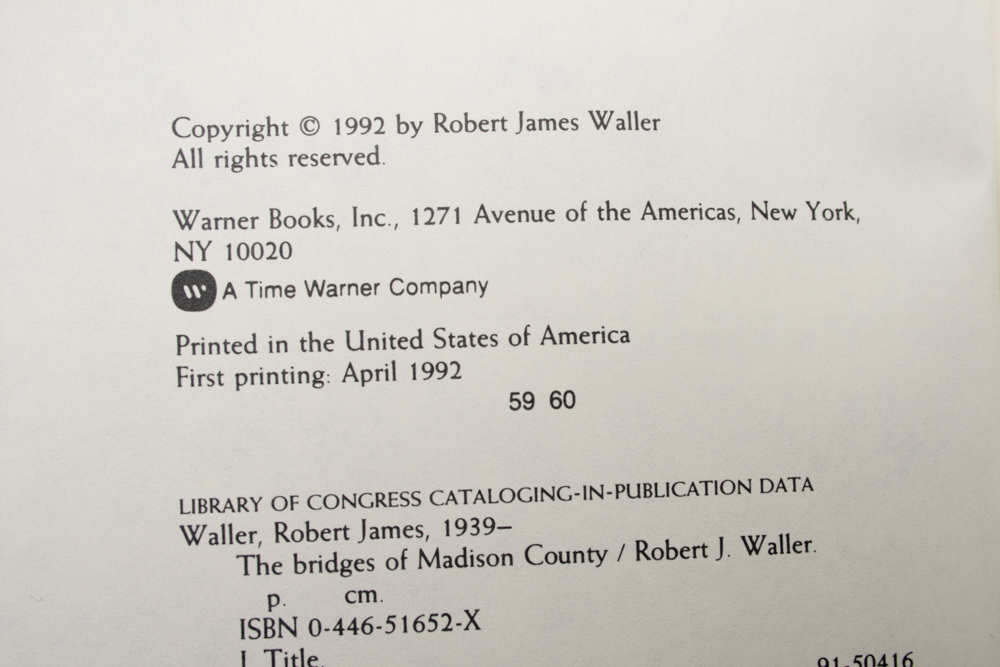 Copyright © 1992 by Robert James Waller
All rights reserved.
Warner Books, Inc., 1271 Avenue of the Americas, New York,
NY 10020
W A Time Warner Company
Printed in the United States of America
First printing: April 1992
59 60
LIBRARY OF CONGRESS CATALOGING-IN-PUBLICATION DATA
Waller, Robert James, 1939–
The bridges of Madison County / Robert J. Waller.
p. cm.
ISBN 0-446-51652-X
I. Title.
91-50416